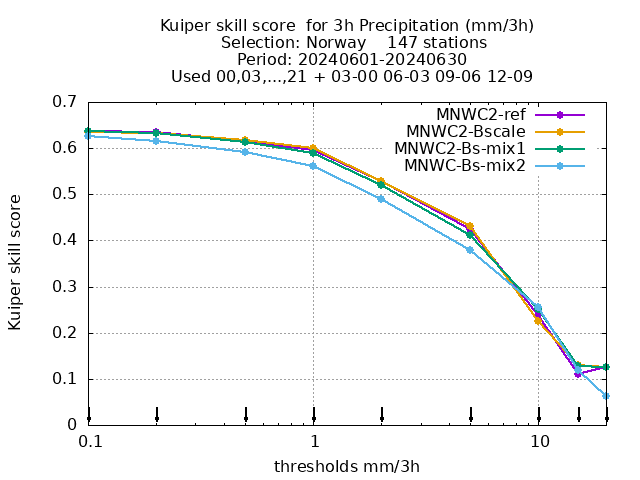 Kuiper skill score  for 3h Precipitation (mm/3h)
Selection: Norway    147 stations
Period: 20240601-20240630
Used 00,03,...,21 + 03-00 06-03 09-06 12-09
MNWC2-ref
MNWC2-Bscale
MNWC2-Bs-mix1
MNWC-Bs-mix2
Kuiper skill score
0.7
0.6
0.5
0.4
0.3
0.2
0.1
0
0.1 1 10
thresholds mm/3h